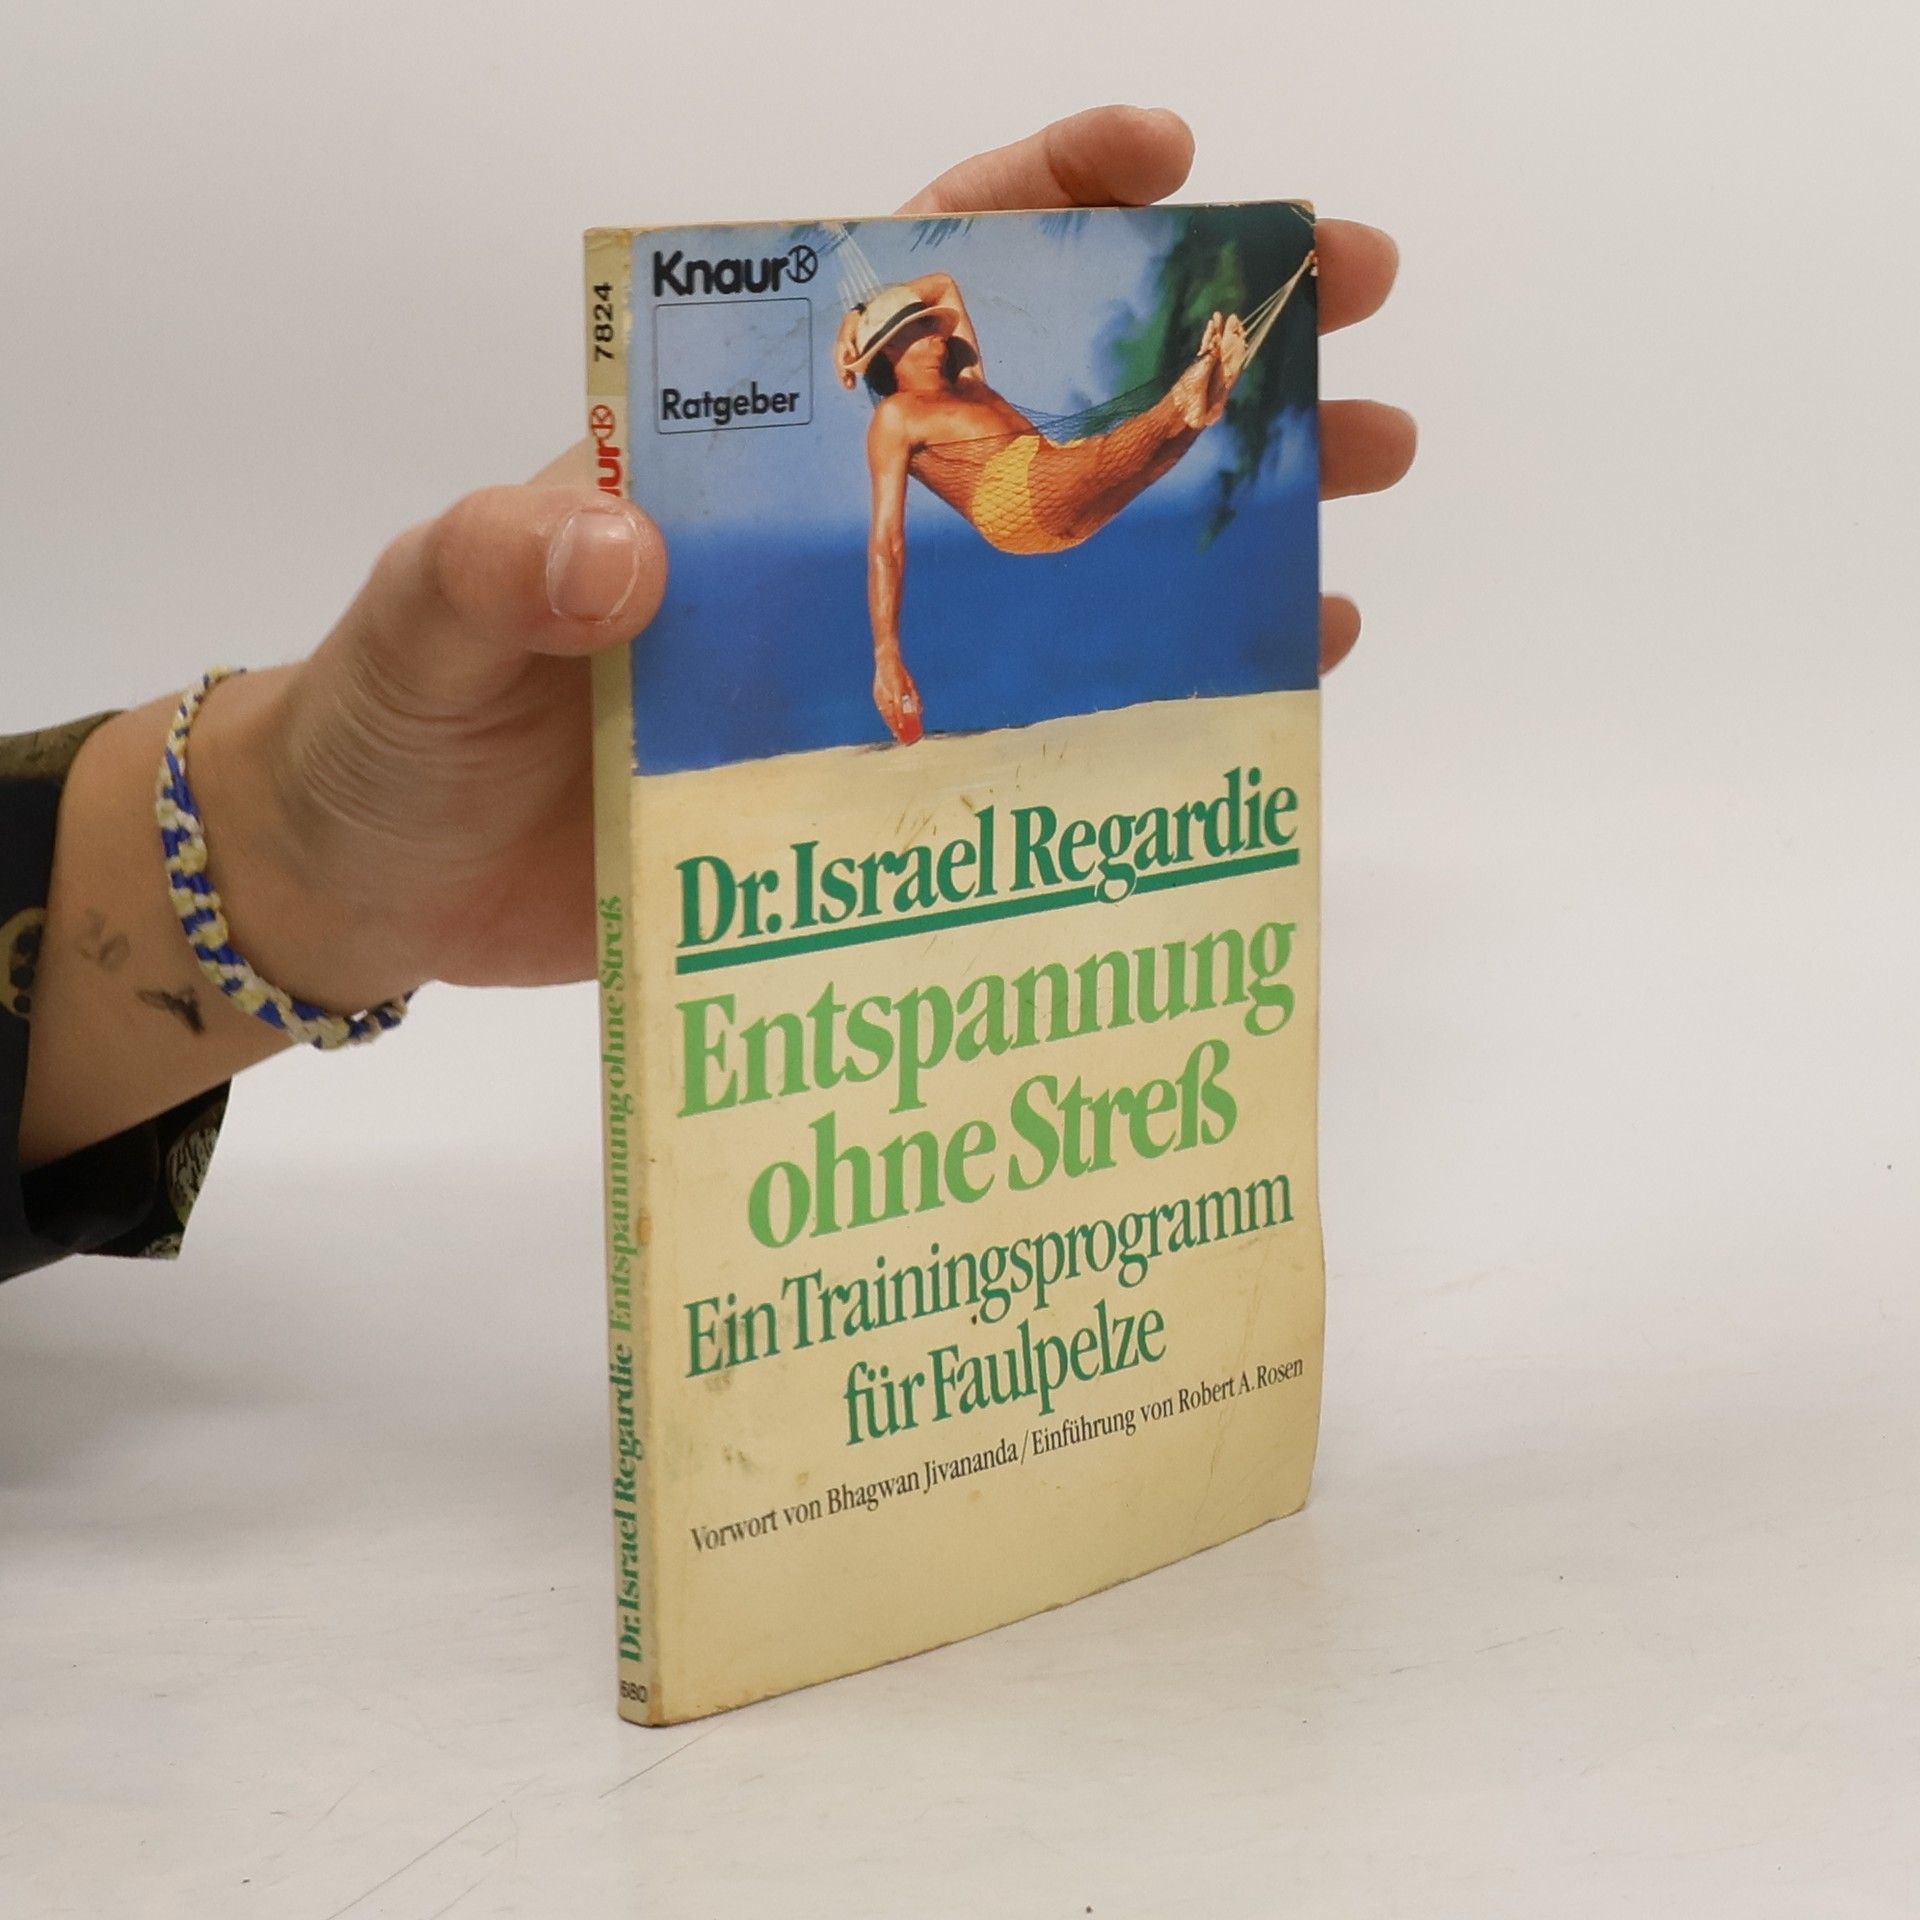 Knaur
Ratgeber
Dr. Israel Regardie
Entspannung
ohne Streß
Ein Trainingsprogramm
für Faulpelze
Vorwort von Bhagwan Jivananda/Einführung von Robert A. Rosen
7824
Dr. Israel Regardie Entspannung ohne Streß
680